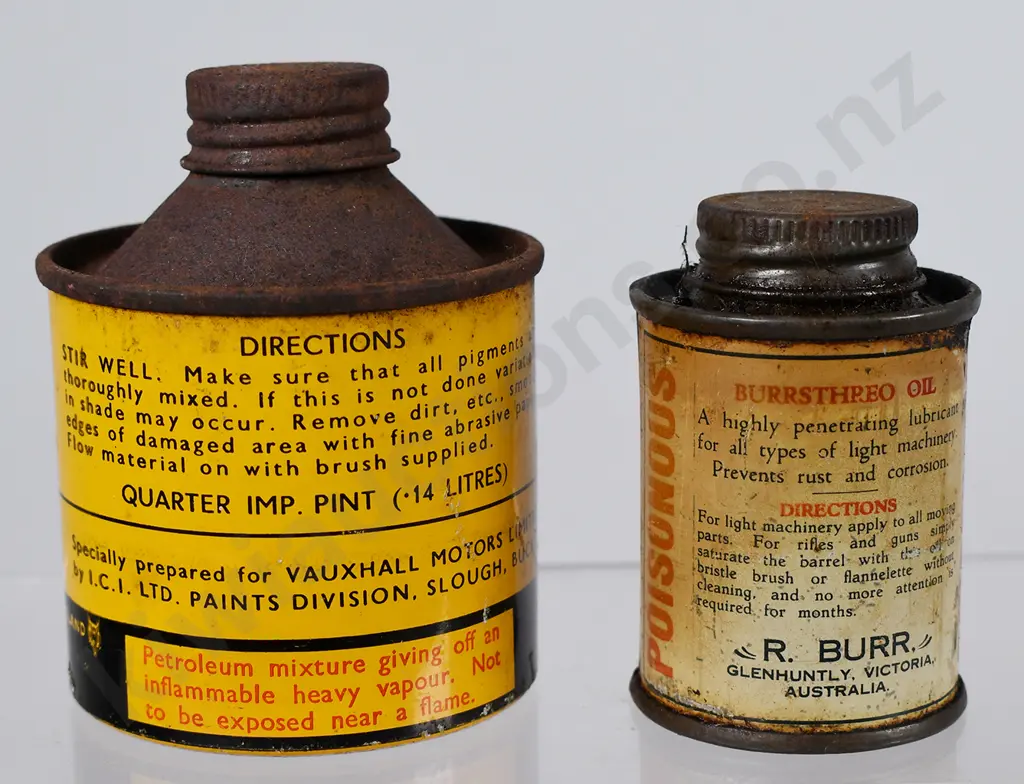 DIRECTIONS
STIR WELL. Make sure that all pigments
thoroughly mixed. If this is not done
in shade may occur. Remove dirt, etc.,
edges of damaged area with fine abrasive
Flow material on with brush supplied.
QUARTER IMP. PINT (·14 LITRES)
Specially prepared for VAUXHALL MOTORS
by I.C.I. LTD. PAINTS DIVISION, SLOUGH,
Petroleum mixture giving off an
inflammable heavy vapour. Not
to be exposed near a flame.
POISONOUS
BURRSTHREO OIL
A highly penetrating lubricant
for all types of light machinery.
Prevents rust and corrosion.
DIRECTIONS
For light machinery apply to all moving
parts. For rifles and guns simply
saturate the barrel with the oil on
bristle brush or flannelette without
cleaning, and no more attention is
required for months.
R. BURR,
GLENHUNTLY, VICTORIA,
AUSTRALIA.